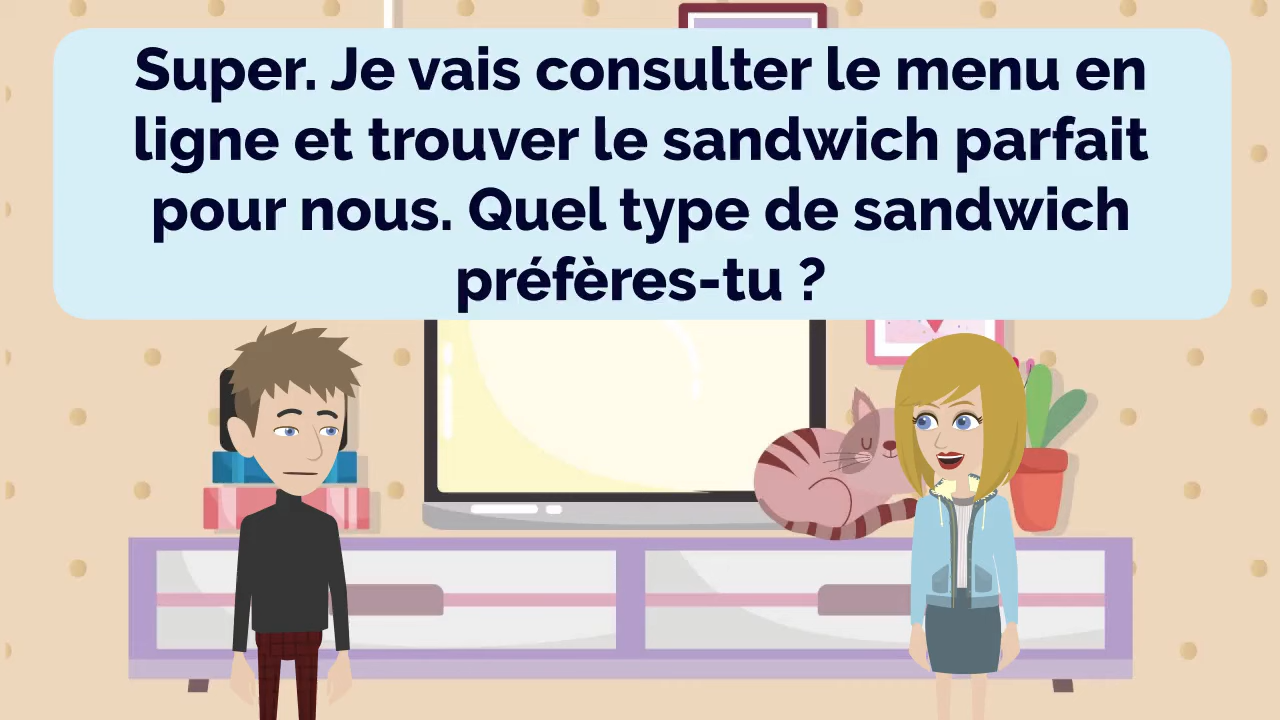 Super. Je vais consulter le menu en
ligne et trouver le sandwich parfait
pour nous. Quel type de sandwich
préfères-tu ?